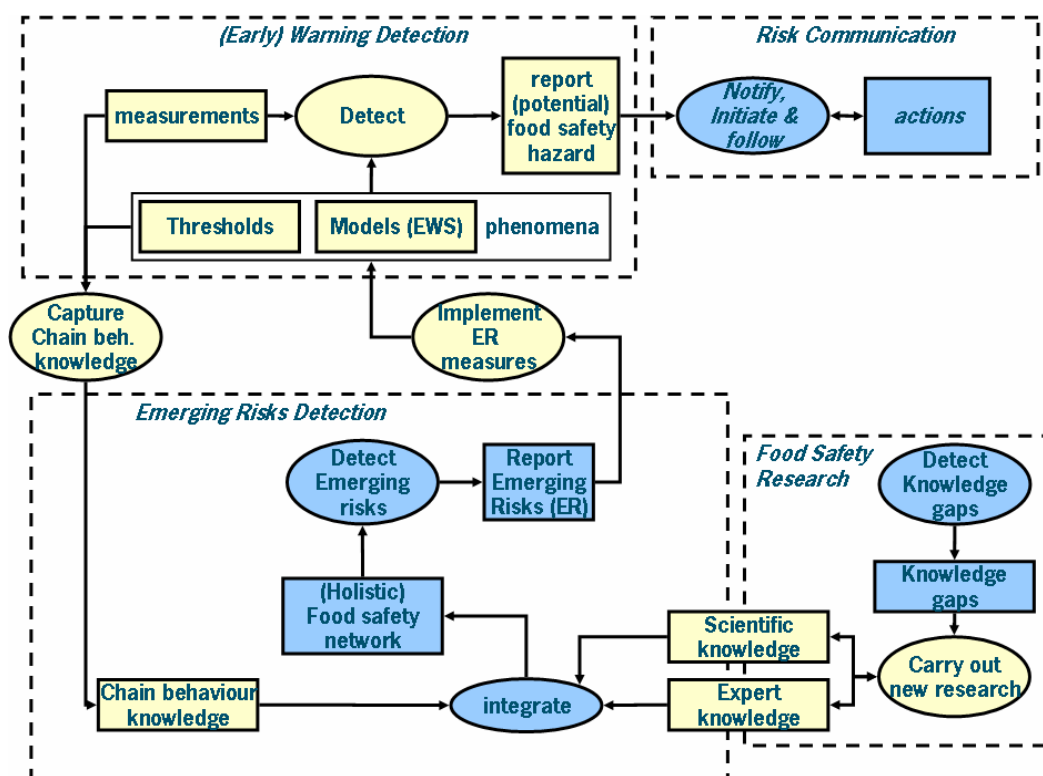 (Early) Warning Detection
Risk Communication
measurements
Detect
report
(potential)
food safety
hazard
Notify,
Initiate &
follow
actions
Thresholds
Models (EWS)
phenomena
Capture
Chain beh.
knowledge
Implement
ER
measures
Emerging Risks Detection
Detect
Emerging
risks
Report
Emerging
Risks (ER)
Food Safety
Research
Detect
Knowledge
gaps
Knowledge
gaps
(Holistic)
Food safety
network
Scientific
knowledge
Carry out
new research
Chain behaviour
knowledge
integrate
Expert
knowledge